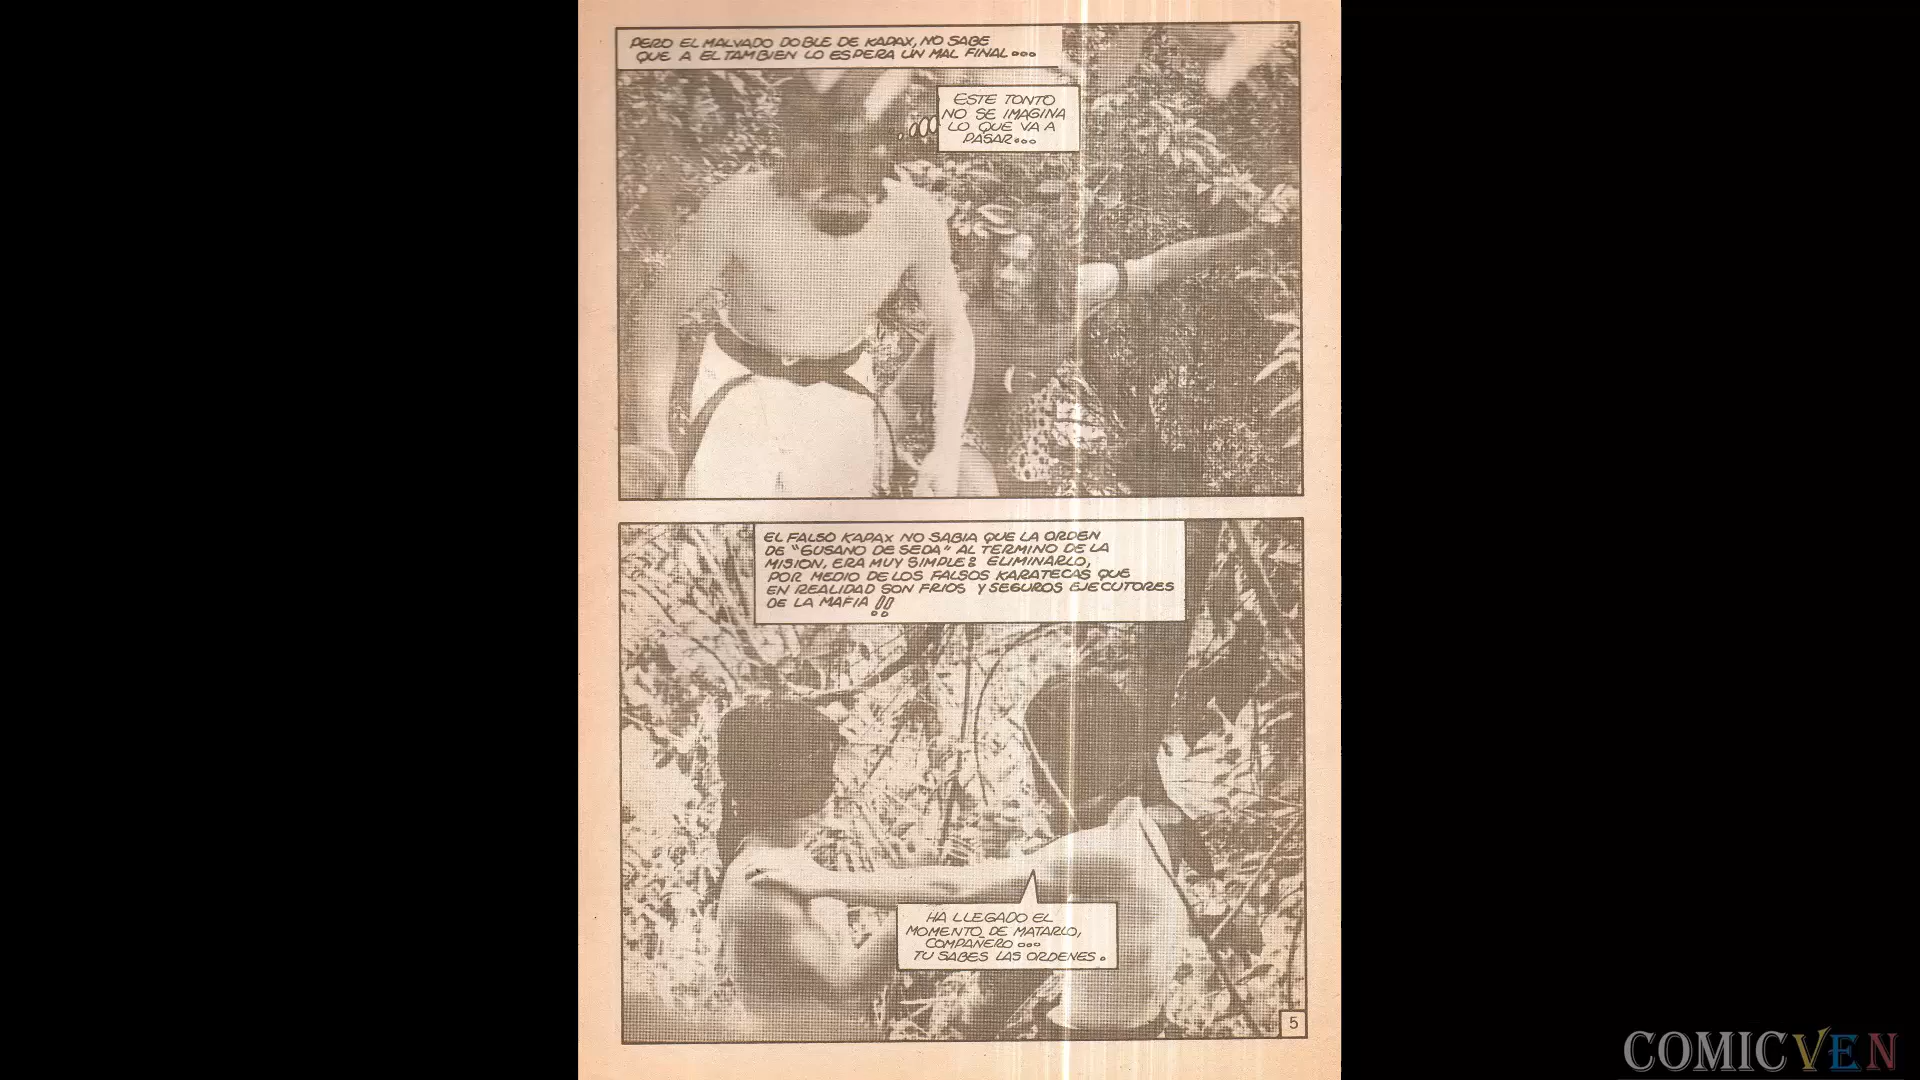 PERO EL MALVADO DOBLE DE KAPAX, NO SABE
QUE A EL TAMBIEN LO ESPERA UN MAL FINAL...
ESTE TONTO
NO SE IMAGINA
LO QUE VA A
PASAR...
EL FALSO KAPAX NO SABIA QUE LA ORDEN
DE "GUSANO DE SEDA" AL TERMINO DE LA
MISION, ERA MUY SIMPLE: ELIMINARLO,
POR MEDIO DE LOS FALSOS KARATECAS QUE
EN REALIDAD SON FRIOS Y SEGUROS EJECUTORES
DE LA MAFIA!!
HA LLEGADO EL
MOMENTO DE MATARLO,
COMPAÑERO...
TU SABES LAS ORDENES.
5
COMICVEN